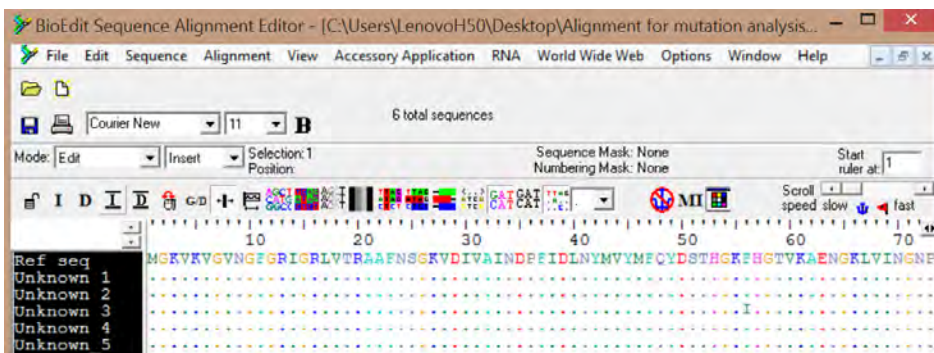 BioEdit Sequence Alignment Editor - [C:\Users\LenovoH50\Desktop\Alignment for mutation analysis...
File Edit Sequence Alignment View Accessory Application RNA World Wide Web Options Window Help
6 total sequences
Courier New 11 B
Mode: Edit Insert Selection: 1 Position: Sequence Mask: None Numbering Mask: None Start ruler at: 1
I D I D G/D MI Scroll speed slow fast
10 20 30 40 50 60 70
Ref seq MGKVKVGVNGFGRIGRLVTRAAFNSGKVDIVAINDPFIDLNYMVYMFQYDSTHGKFHGTVKAENGKLVINGNP
Unknown 1
Unknown 2
Unknown 3 I
Unknown 4
Unknown 5